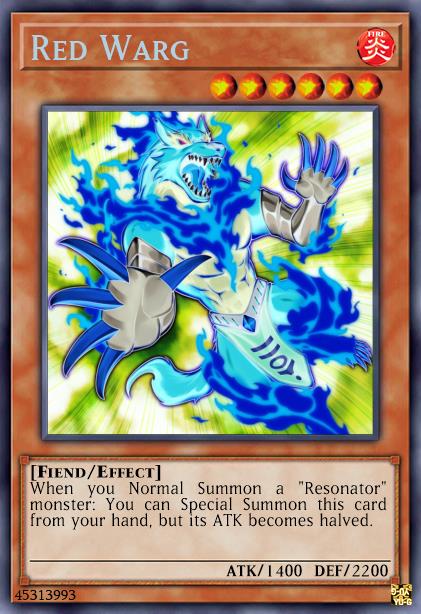 Red Warg
FIRE
炎
1101
[Fiend/Effect]
When you Normal Summon a "Resonator"
monster: You can Special Summon this card
from your hand, but its ATK becomes halved.
ATK/1400 DEF/2200
45313993